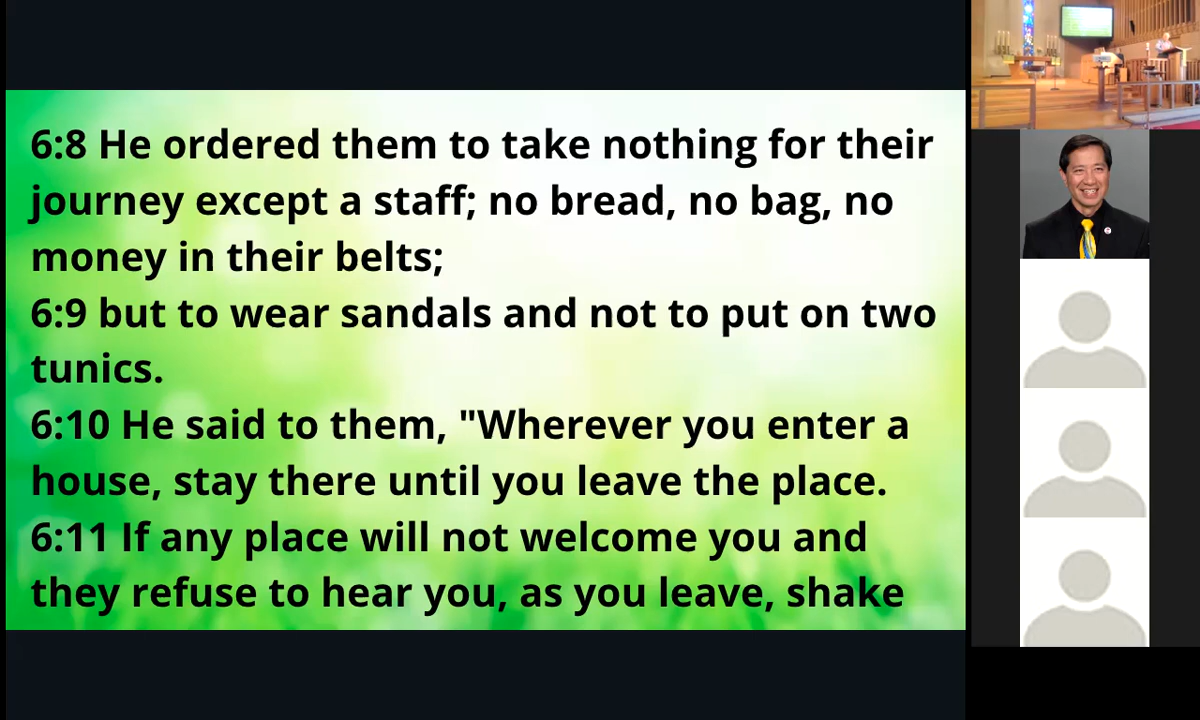 6:8 He ordered them to take nothing for their
journey except a staff; no bread, no bag, no
money in their belts;
6:9 but to wear sandals and not to put on two
tunics.
6:10 He said to them, "Wherever you enter a
house, stay there until you leave the place.
6:11 If any place will not welcome you and
they refuse to hear you, as you leave, shake